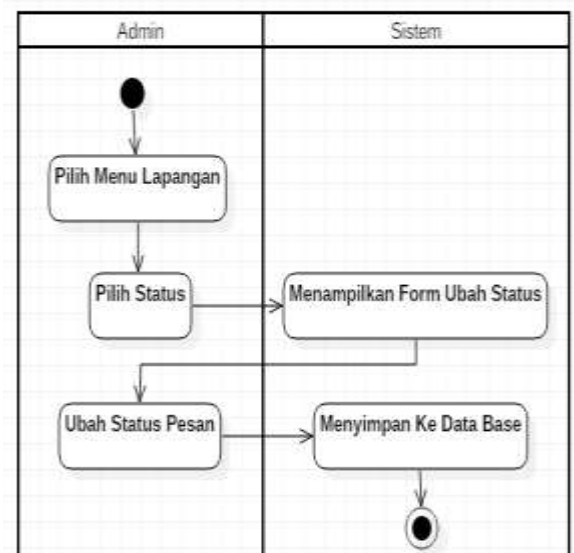 Admin
Sistem
Pilih Menu Lapangan
Pilih Status
Menampilkan Form Ubah Status
Ubah Status Pesan
Menyimpan Ke Data Base